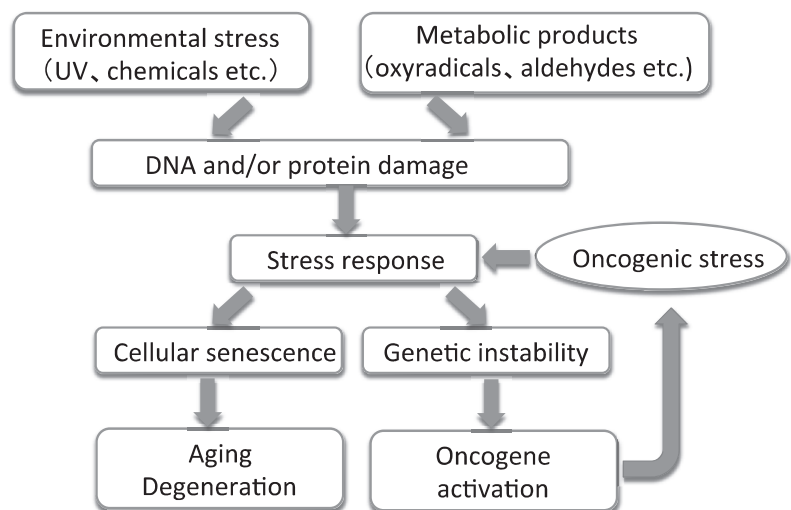 Environmental stress
（UV、chemicals etc.）
Metabolic products
（oxyradicals、aldehydes etc.）
DNA and/or protein damage
Stress response
Oncogenic stress
Cellular senescence
Genetic instability
Aging
Degeneration
Oncogene
activation